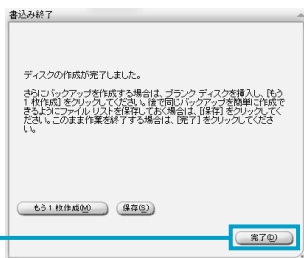 書込み終了
ディスクの作成が完了しました。
さらにバックアップを作成する場合は、ブランク ディスクを挿入し、[もう
1 枚作成] をクリックしてください。後で同じバックアップを簡単に作成で
きるようにファイル リストを保存しておく場合は、[保存] をクリックしてく
ださい。このまま作業を終了する場合は、[完了] をクリックしてくださ
い。
もう 1 枚作成(M)
保存(S)
完了(D)